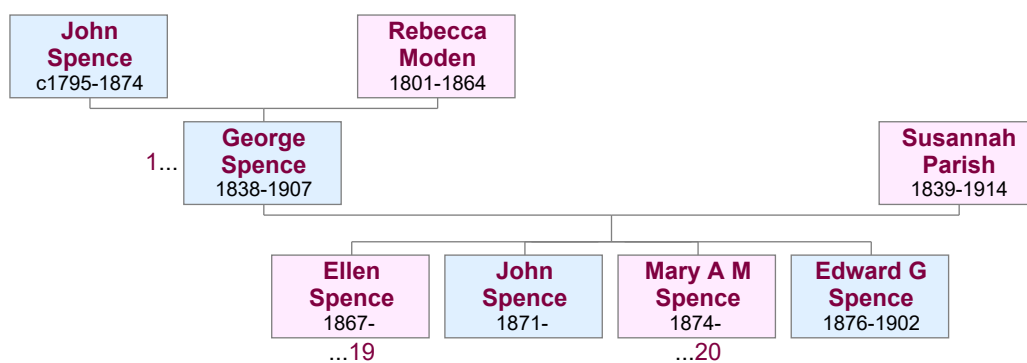 John
Spence
c1795-1874
Rebecca
Moden
1801-1864
1...
George
Spence
1838-1907
Susannah
Parish
1839-1914
Ellen
Spence
1867-
...19
John
Spence
1871-
Mary A M
Spence
1874-
...20
Edward G
Spence
1876-1902